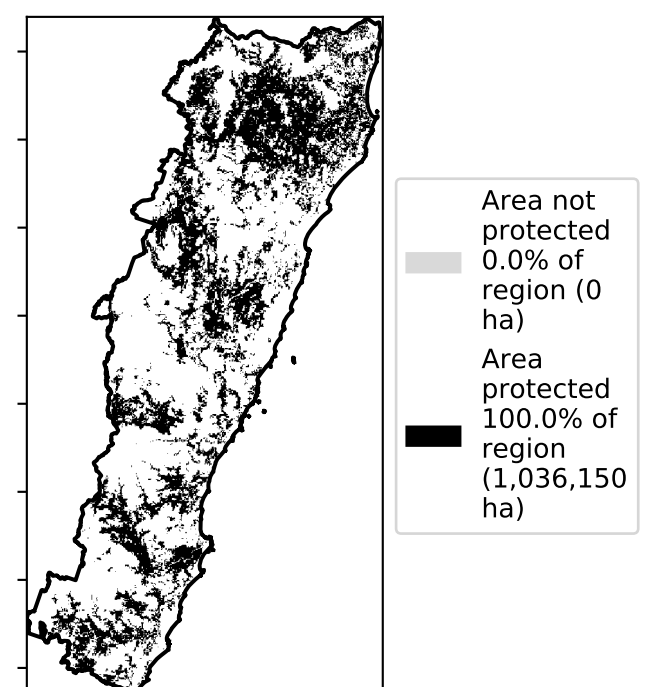 Area not
protected
0.0% of
region (0
ha)
Area
protected
100.0% of
region
(1,036,150
ha)